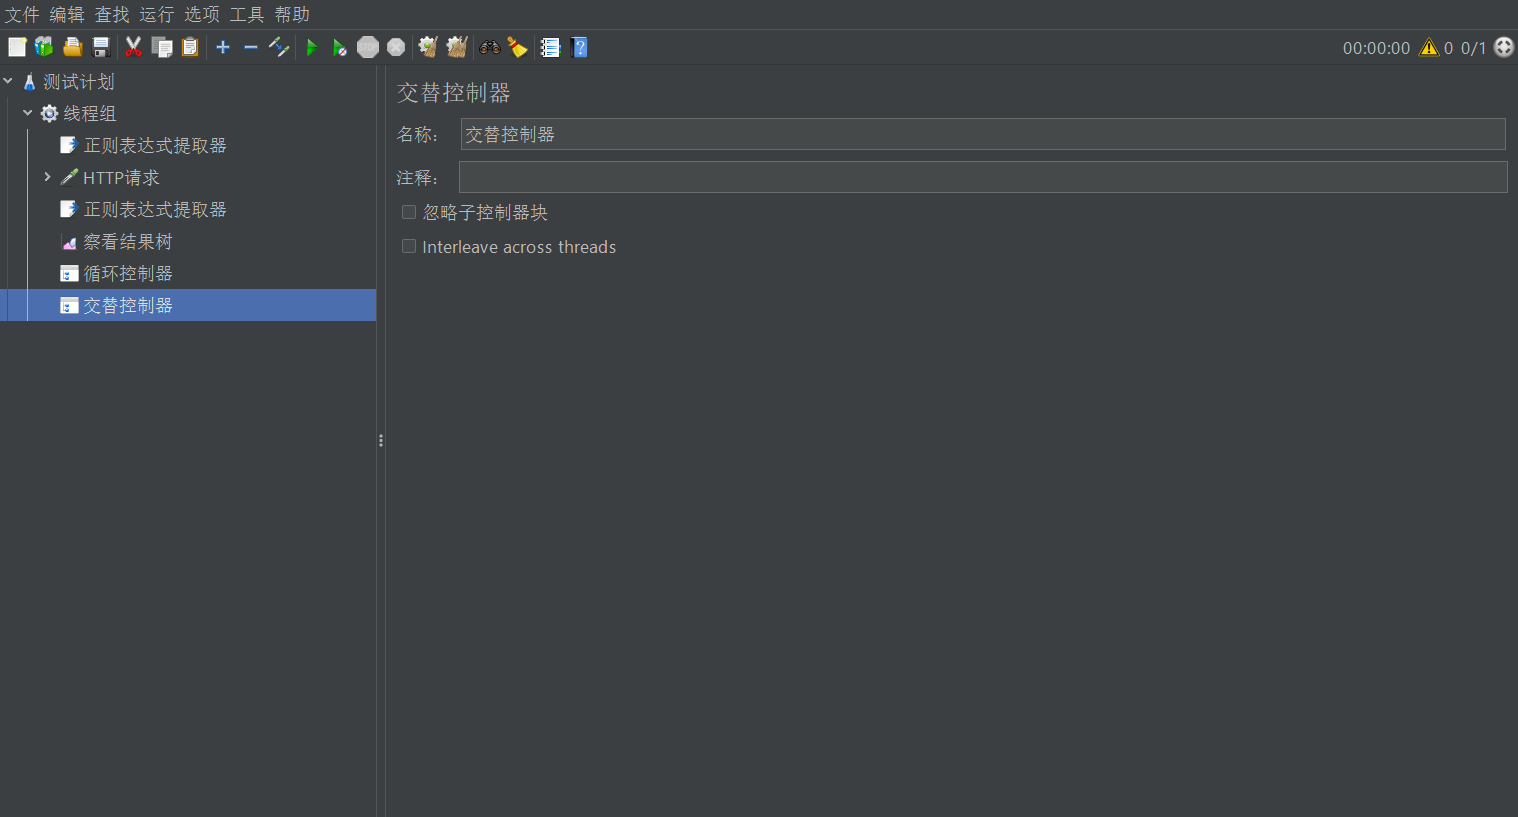 文件 编辑 查找 运行 选项 工具 帮助
00:00:00 0 0/1
测试计划
线程组
正则表达式提取器
HTTP请求
正则表达式提取器
察看结果树
循环控制器
交替控制器
交替控制器
名称: 交替控制器
注释:
忽略子控制器块
Interleave across threads